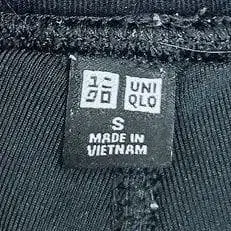 ユニ UNI
クロ QLO
S
MADE IN
VIETNAM